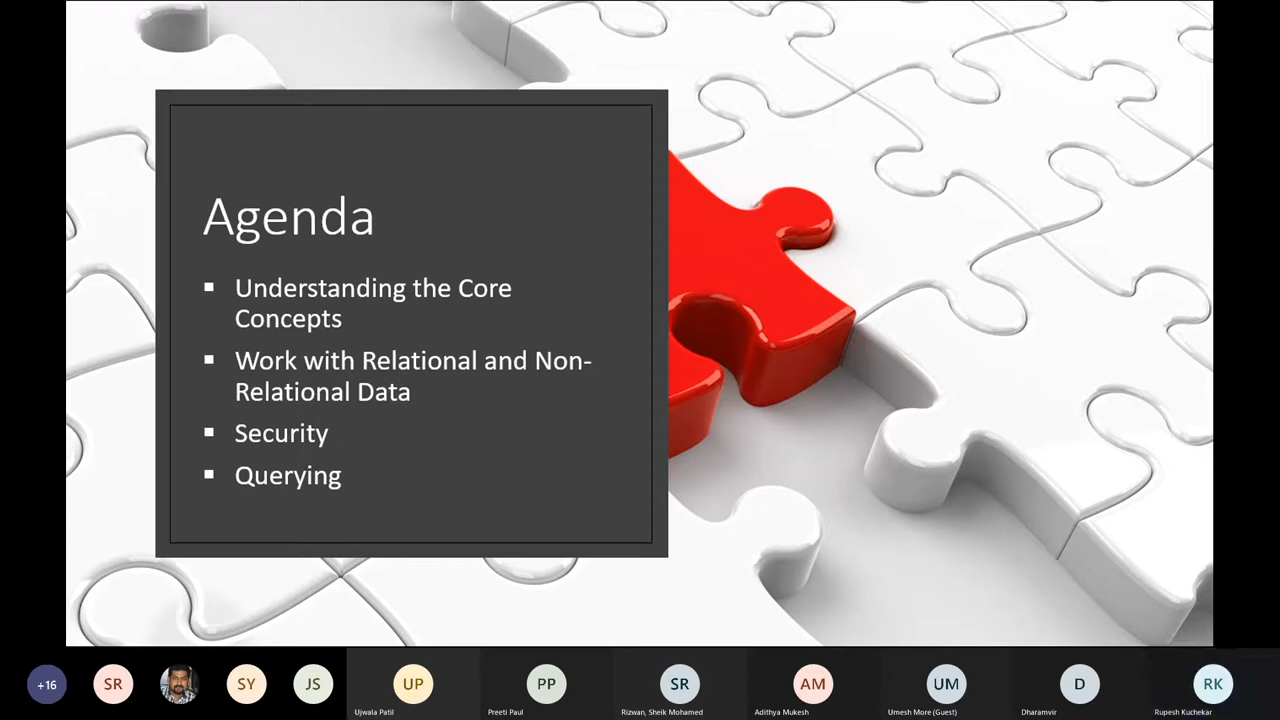 Agenda
▪ Understanding the Core
Concepts
▪ Work with Relational and Non-
Relational Data
▪ Security
▪ Querying
+16
SR
SY
JS
UP
PP
SR
AM
UM
D
RK
Ujwala Patil
Preeti Paul
Rizwan, Sheik Mohamed
Adithya Mukesh
Umesh More (Guest)
Dharamvir
Rupesh Kuchekar